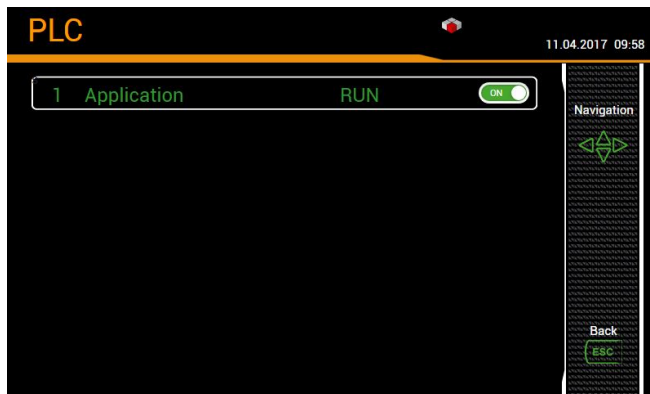 PLC
11.04.2017 09:58
1 Application RUN ON
Navigation
Back
ESC